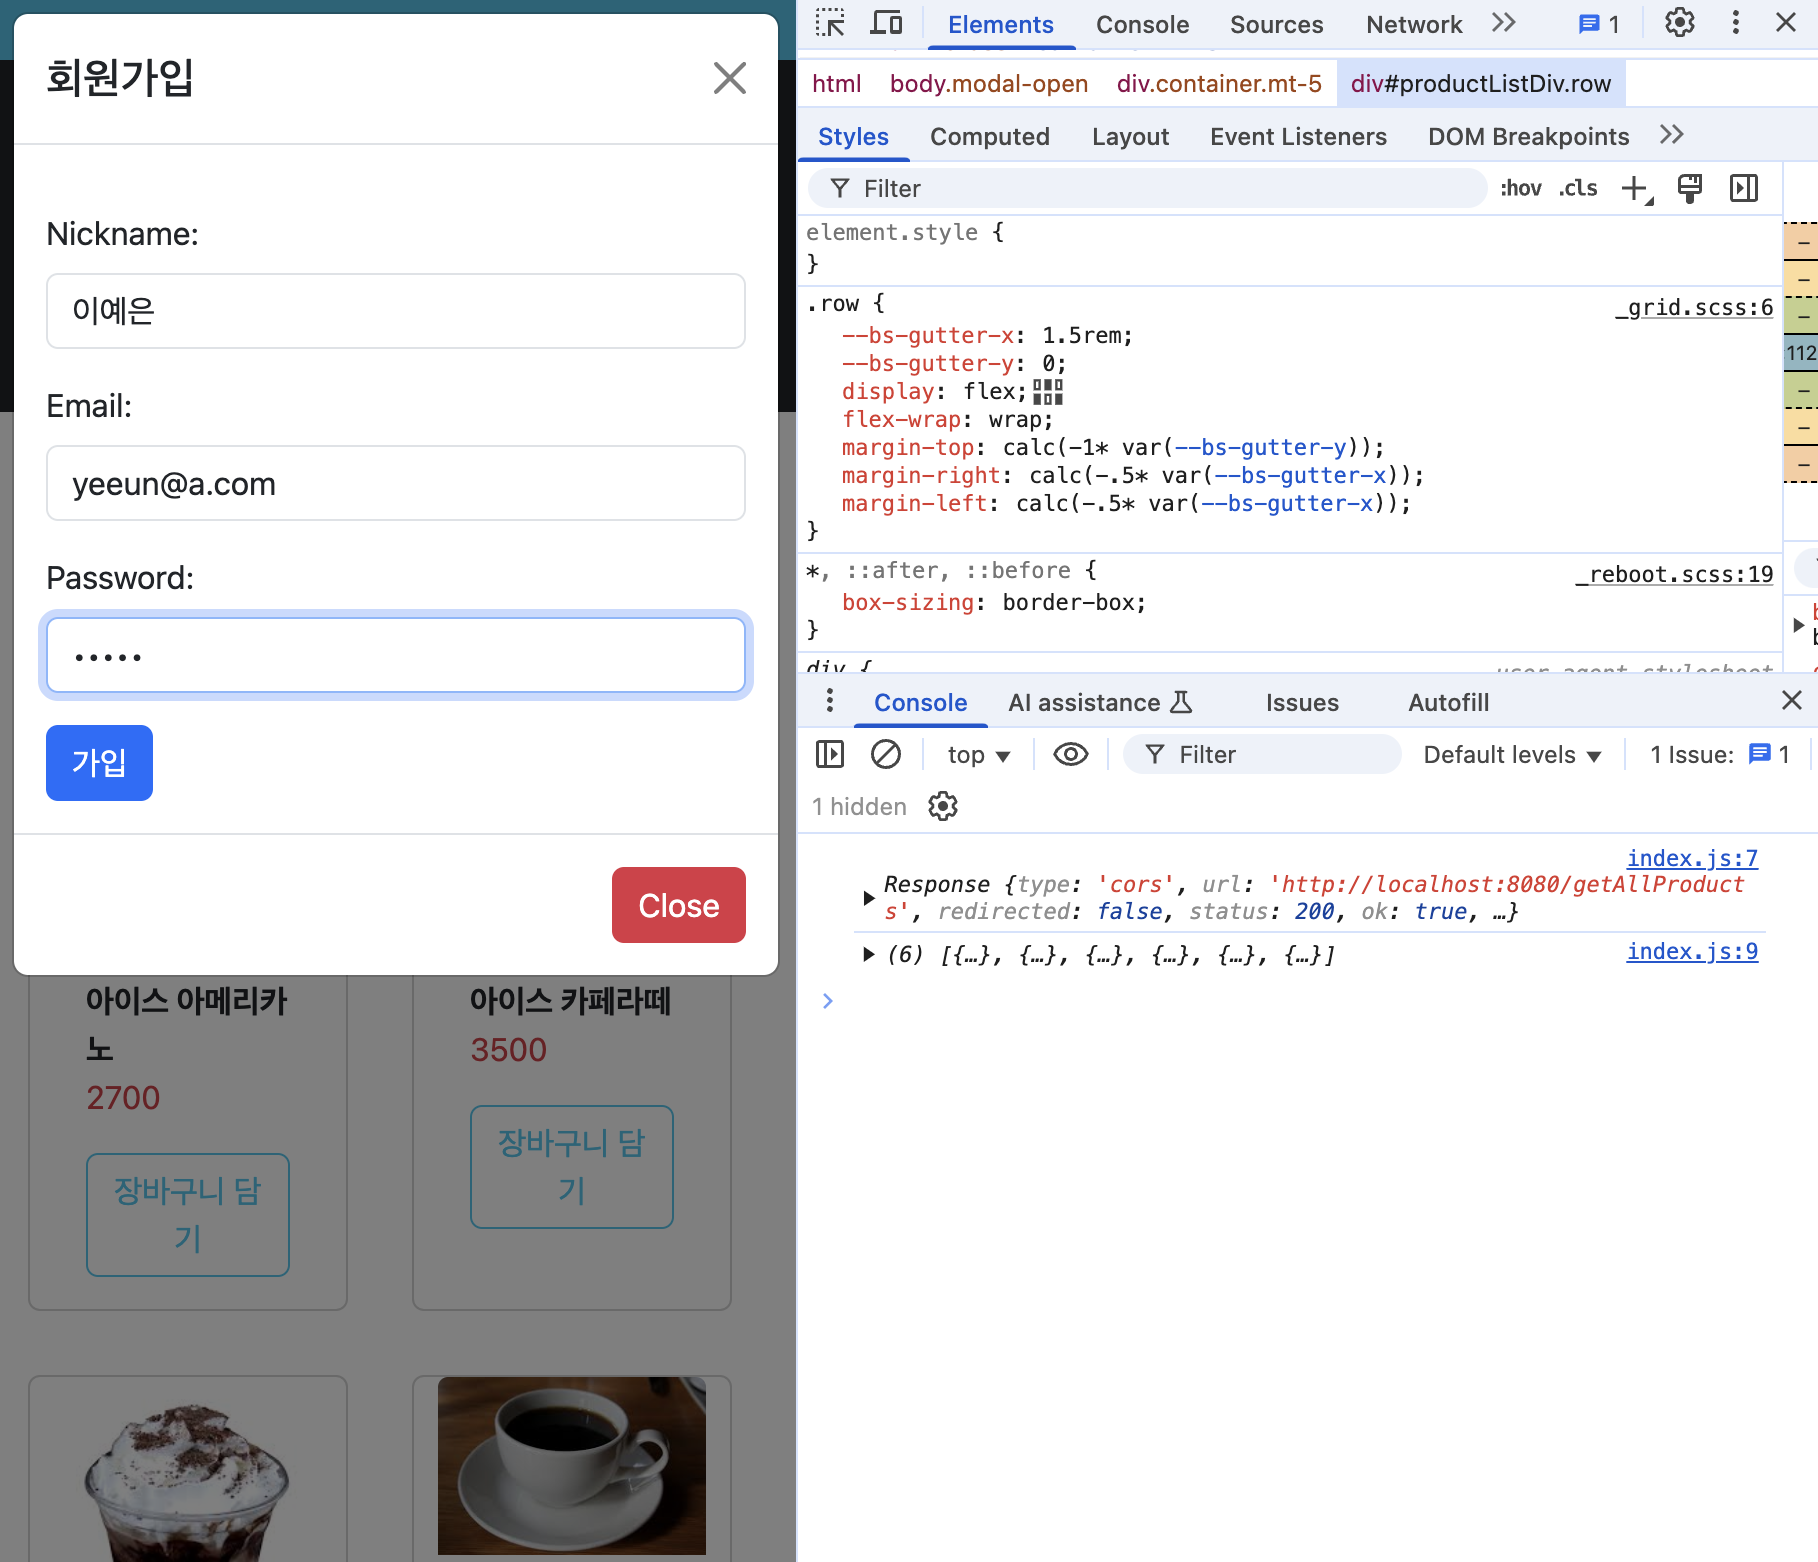 회원가입
Nickname:
이예은
Email:
yeeun@a.com
Password:
•••••
가입
Close
아이스 아메리카
노
2700
장바구니 담
기
아이스 카페라떼
3500
장바구니 담
기
Elements Console Sources Network 1
html body.modal-open div.container.mt-5 div#productListDiv.row
Styles Computed Layout Event Listeners DOM Breakpoints
Filter :hov .cls
element.style {
}
.row { _grid.scss:6
--bs-gutter-x: 1.5rem;
--bs-gutter-y: 0;
display: flex;
flex-wrap: wrap;
margin-top: calc(-1* var(--bs-gutter-y));
margin-right: calc(-.5* var(--bs-gutter-x));
margin-left: calc(-.5* var(--bs-gutter-x));
}
*, ::after, ::before { _reboot.scss:19
box-sizing: border-box;
}
div { user agent stylesheet
112
Console AI assistance Issues Autofill
top Filter Default levels 1 Issue: 1
1 hidden
index.js:7
Response {type: 'cors', url: 'http://localhost:8080/getAllProduct
s', redirected: false, status: 200, ok: true, …}
(6) [{…}, {…}, {…}, {…}, {…}, {…}] index.js:9